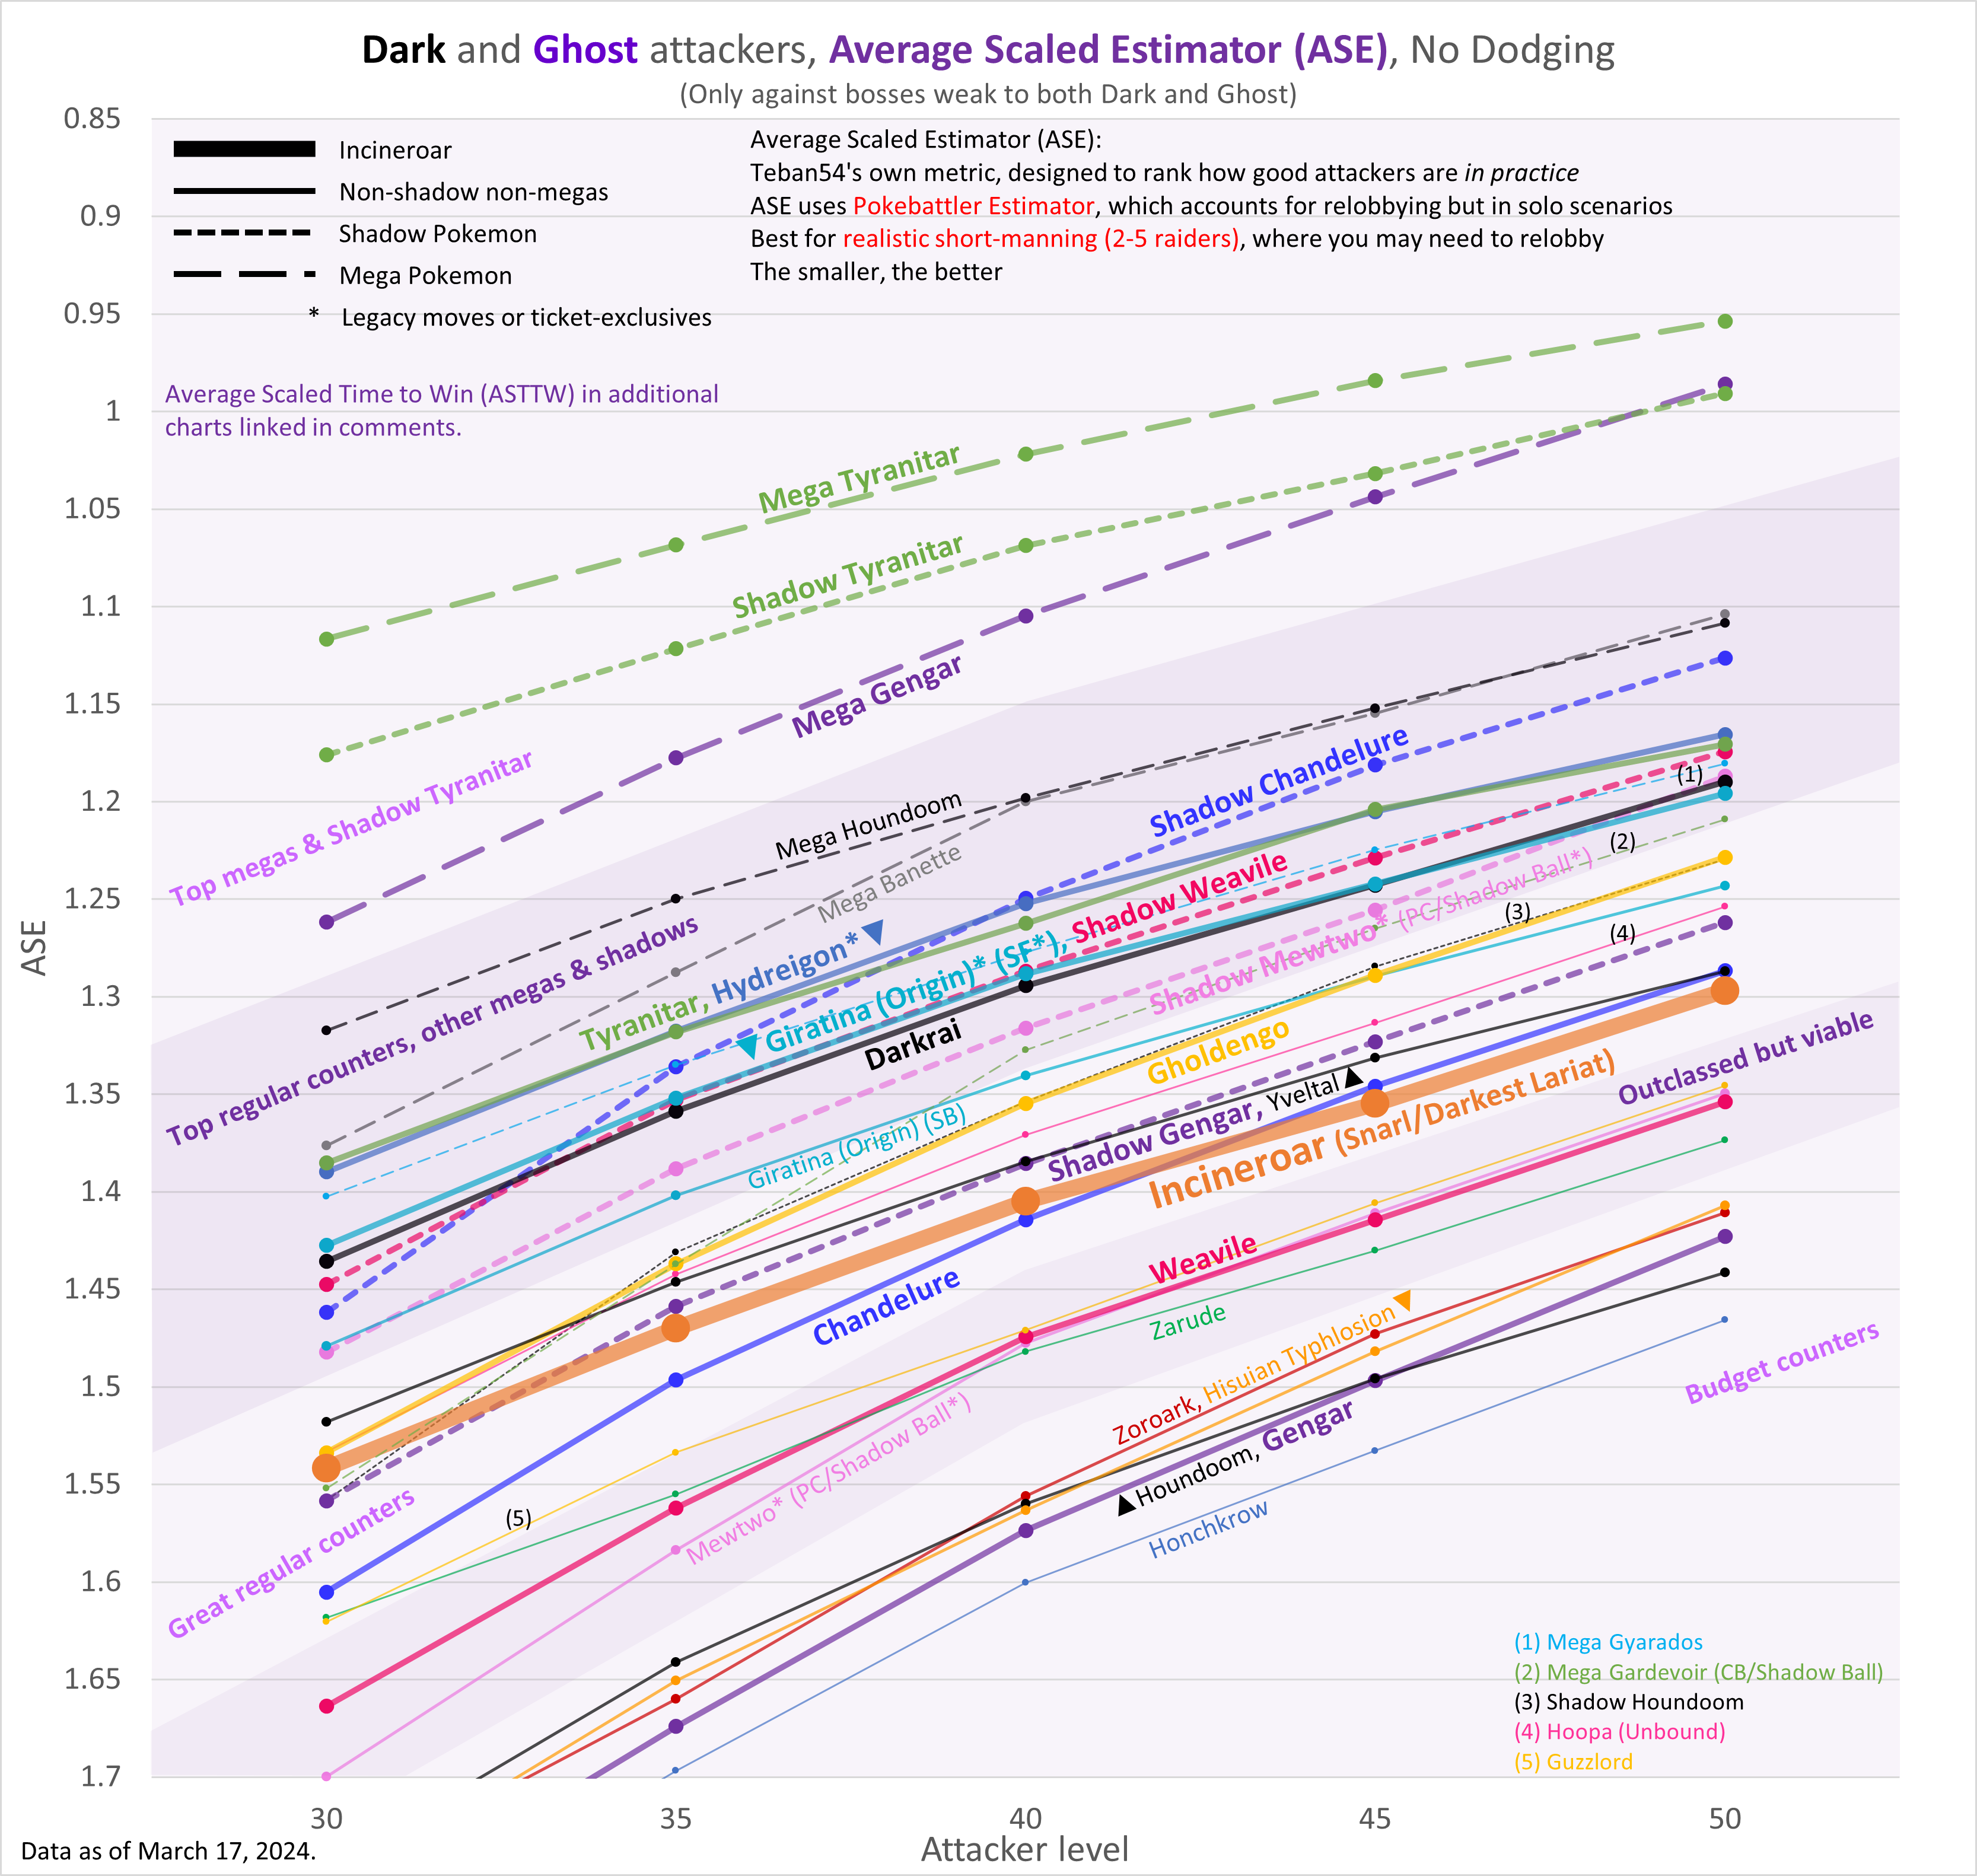 Dark and Ghost attackers, Average Scaled Estimator (ASE), No Dodging
(Only against bosses weak to both Dark and Ghost)
Incineroar
Non-shadow non-megas
Shadow Pokemon
Mega Pokemon
* Legacy moves or ticket-exclusives
Average Scaled Estimator (ASE):
Teban54's own metric, designed to rank how good attackers are in practice
ASE uses Pokebattler Estimator, which accounts for relobbying but in solo scenarios
Best for realistic short-manning (2-5 raiders), where you may need to relobby
The smaller, the better
Average Scaled Time to Win (ASTTW) in additional
charts linked in comments.
ASE
0.85
0.9
0.95
1
1.05
1.1
1.15
1.2
1.25
1.3
1.35
1.4
1.45
1.5
1.55
1.6
1.65
1.7
Mega Tyranitar
Shadow Tyranitar
Mega Gengar
Top megas & Shadow Tyranitar
Mega Houndoom
Mega Banette
Shadow Chandelure
(1)
(2)
(3)
(4)
Top regular counters, other megas & shadows
Tyranitar, Hydreigon* ▼
▼ Giratina (Origin)* (SF*), Shadow Weavile
Shadow Mewtwo* (PC/Shadow Ball*)
Darkrai
Gholdengo
Giratina (Origin) (SB)
Shadow Gengar, Yveltal ▲
Incineroar (Snarl/Darkest Lariat)
Outclassed but viable
Chandelure
Weavile
Zarude
(5)
Mewtwo* (PC/Shadow Ball*)
Zoroark, Hisuian Typhlosion ▼
▲ Houndoom, Gengar
Honchkrow
Great regular counters
Budget counters
(1) Mega Gyarados
(2) Mega Gardevoir (CB/Shadow Ball)
(3) Shadow Houndoom
(4) Hoopa (Unbound)
(5) Guzzlord
30 35 40 45 50
Attacker level
Data as of March 17, 2024.